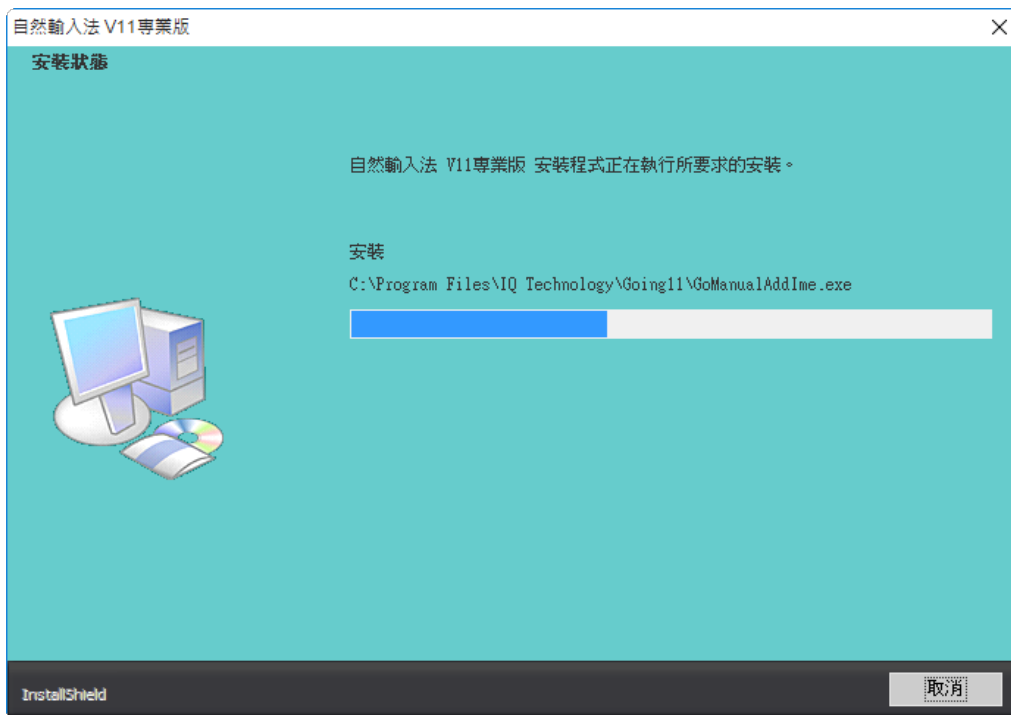 自然輸入法 V11專業版
安裝狀態
自然輸入法 V11專業版 安裝程式正在執行所要求的安裝。
安裝
C:\Program Files\IQ Technology\Going11\GoManualAddIme.exe
InstallShield
取消